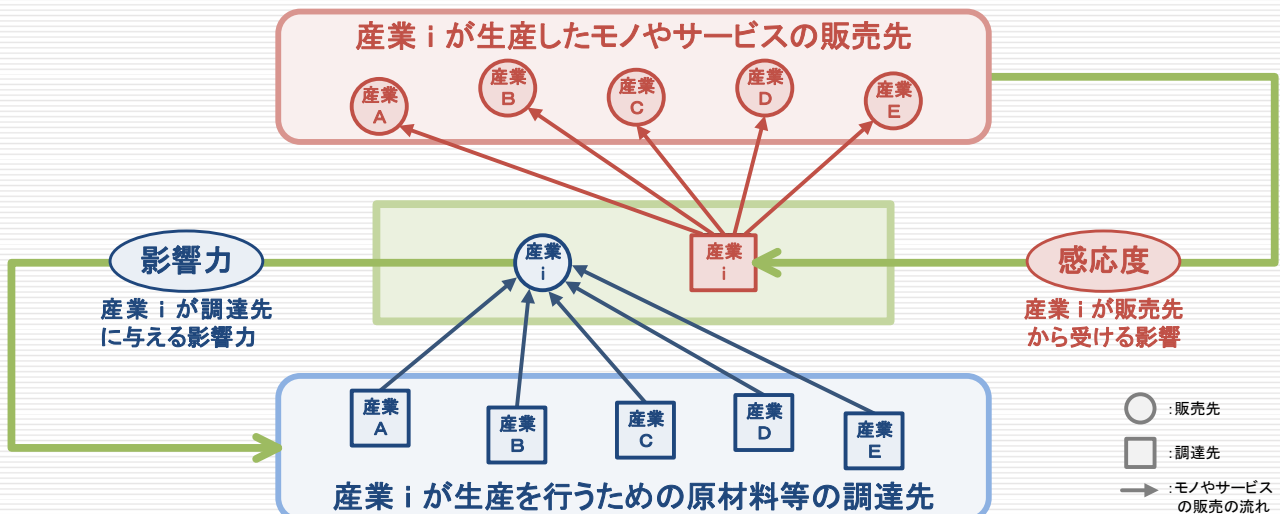 産業ｉが生産したモノやサービスの販売先
産業
A
産業
B
産業
C
産業
D
産業
E
影響力
産業ｉが調達先
に与える影響力
産業
i
産業
i
感応度
産業ｉが販売先
から受ける影響
産業
A
産業
B
産業
C
産業
D
産業
E
産業ｉが生産を行うための原材料等の調達先
:販売先
:調達先
:モノやサービス
の販売の流れ